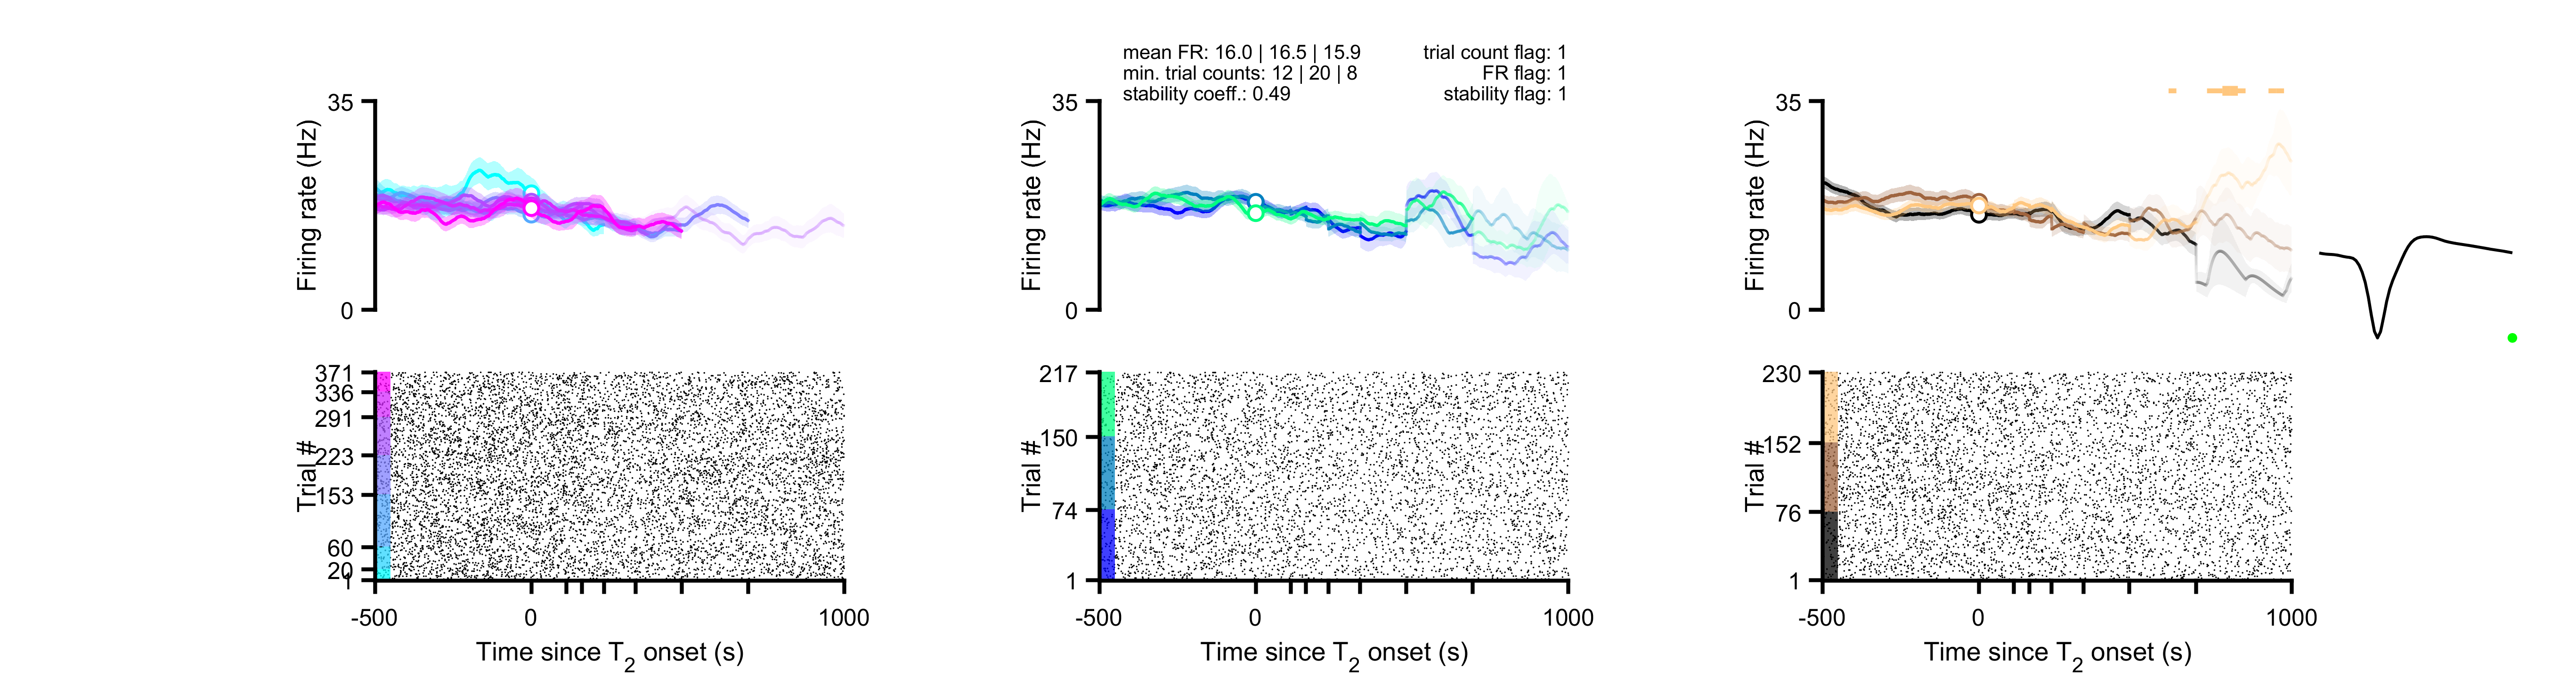 mean FR: 16.0 | 16.5 | 15.9
min. trial counts: 12 | 20 | 8
stability coeff.: 0.49
trial count flag: 1
FR flag: 1
stability flag: 1
35
0
Firing rate (Hz)
371
336
291
223
153
60
20
1
Trial #
-500
0
1000
Time since T2 onset (s)
35
0
Firing rate (Hz)
217
150
74
1
Trial #
-500
0
1000
Time since T2 onset (s)
35
0
Firing rate (Hz)
230
152
76
1
Trial #
-500
0
1000
Time since T2 onset (s)